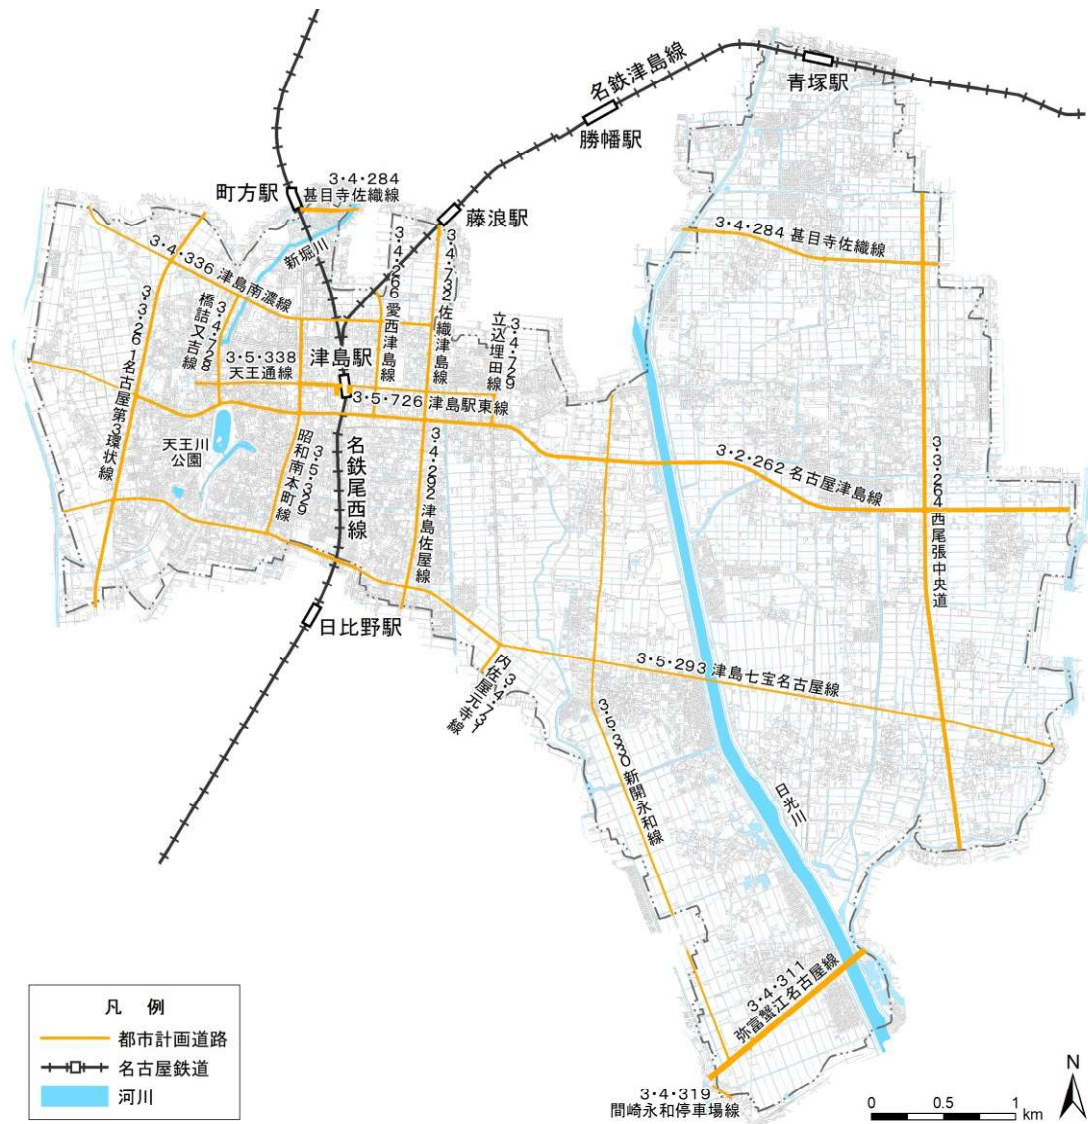 名鉄津島線
青塚駅
勝幡駅
3・4・284
甚目寺佐織線
町方駅
藤浪駅
新堀川
3・4・336 津島南濃線
3・4・266 愛西津島線
3・4・732 佐織津島線
3・4・284 甚目寺佐織線
3・3・261 名古屋第3環状線
3・4・728
橋詰又吉線
3・5・338
天王通線
津島駅
3・4・729
立込埋田線
3・5・726 津島駅東線
天王川
公園
3・5・329
昭和南本町線
名鉄尾西線
3・4・292 津島佐屋線
3・2・262 名古屋津島線
3・3・264 西尾張中央道
日比野駅
3・4・731
内佐屋元寺線
3・5・293 津島七宝名古屋線
3・5・330 新開永和線
日光川
3・4・311
弥富蟹江名古屋線
3・4・319
間崎永和停車場線
凡 例
都市計画道路
名古屋鉄道
河川
N
0 0.5 1
km